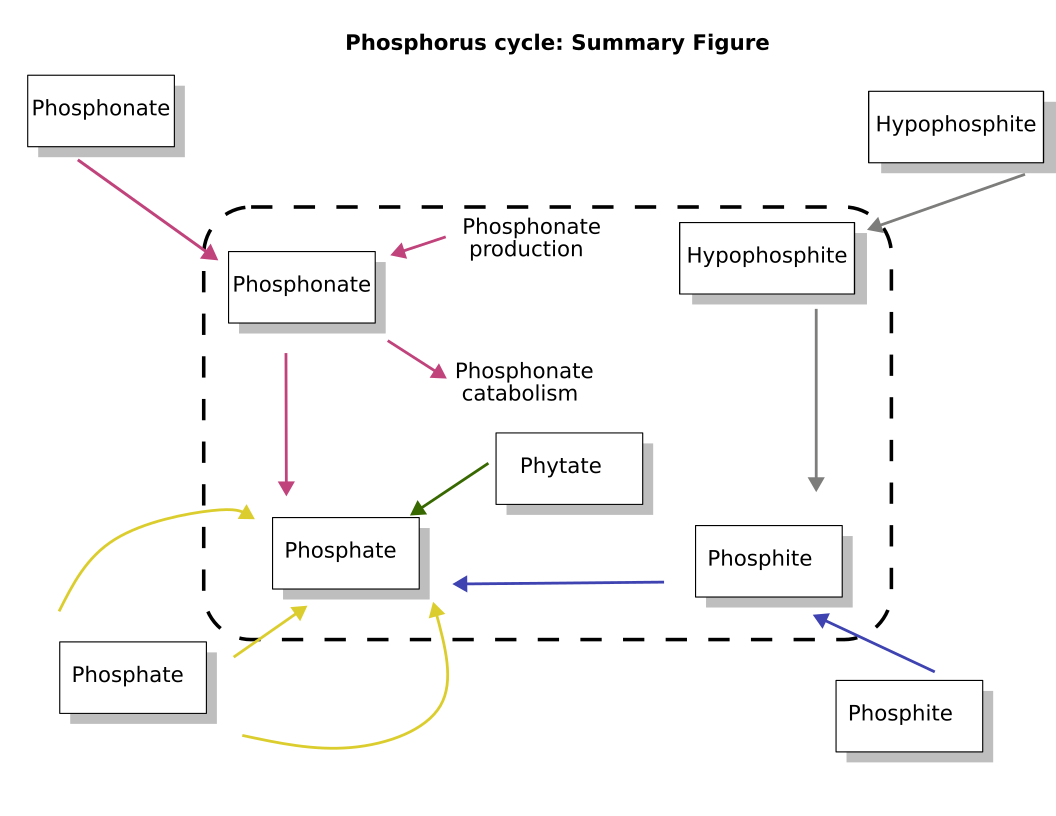 Phosphorus cycle: Summary Figure
Phosphonate
Hypophosphite
Phosphonate
production
Hypophosphite
Phosphonate
Phosphonate
catabolism
Phytate
Phosphate
Phosphite
Phosphate
Phosphite